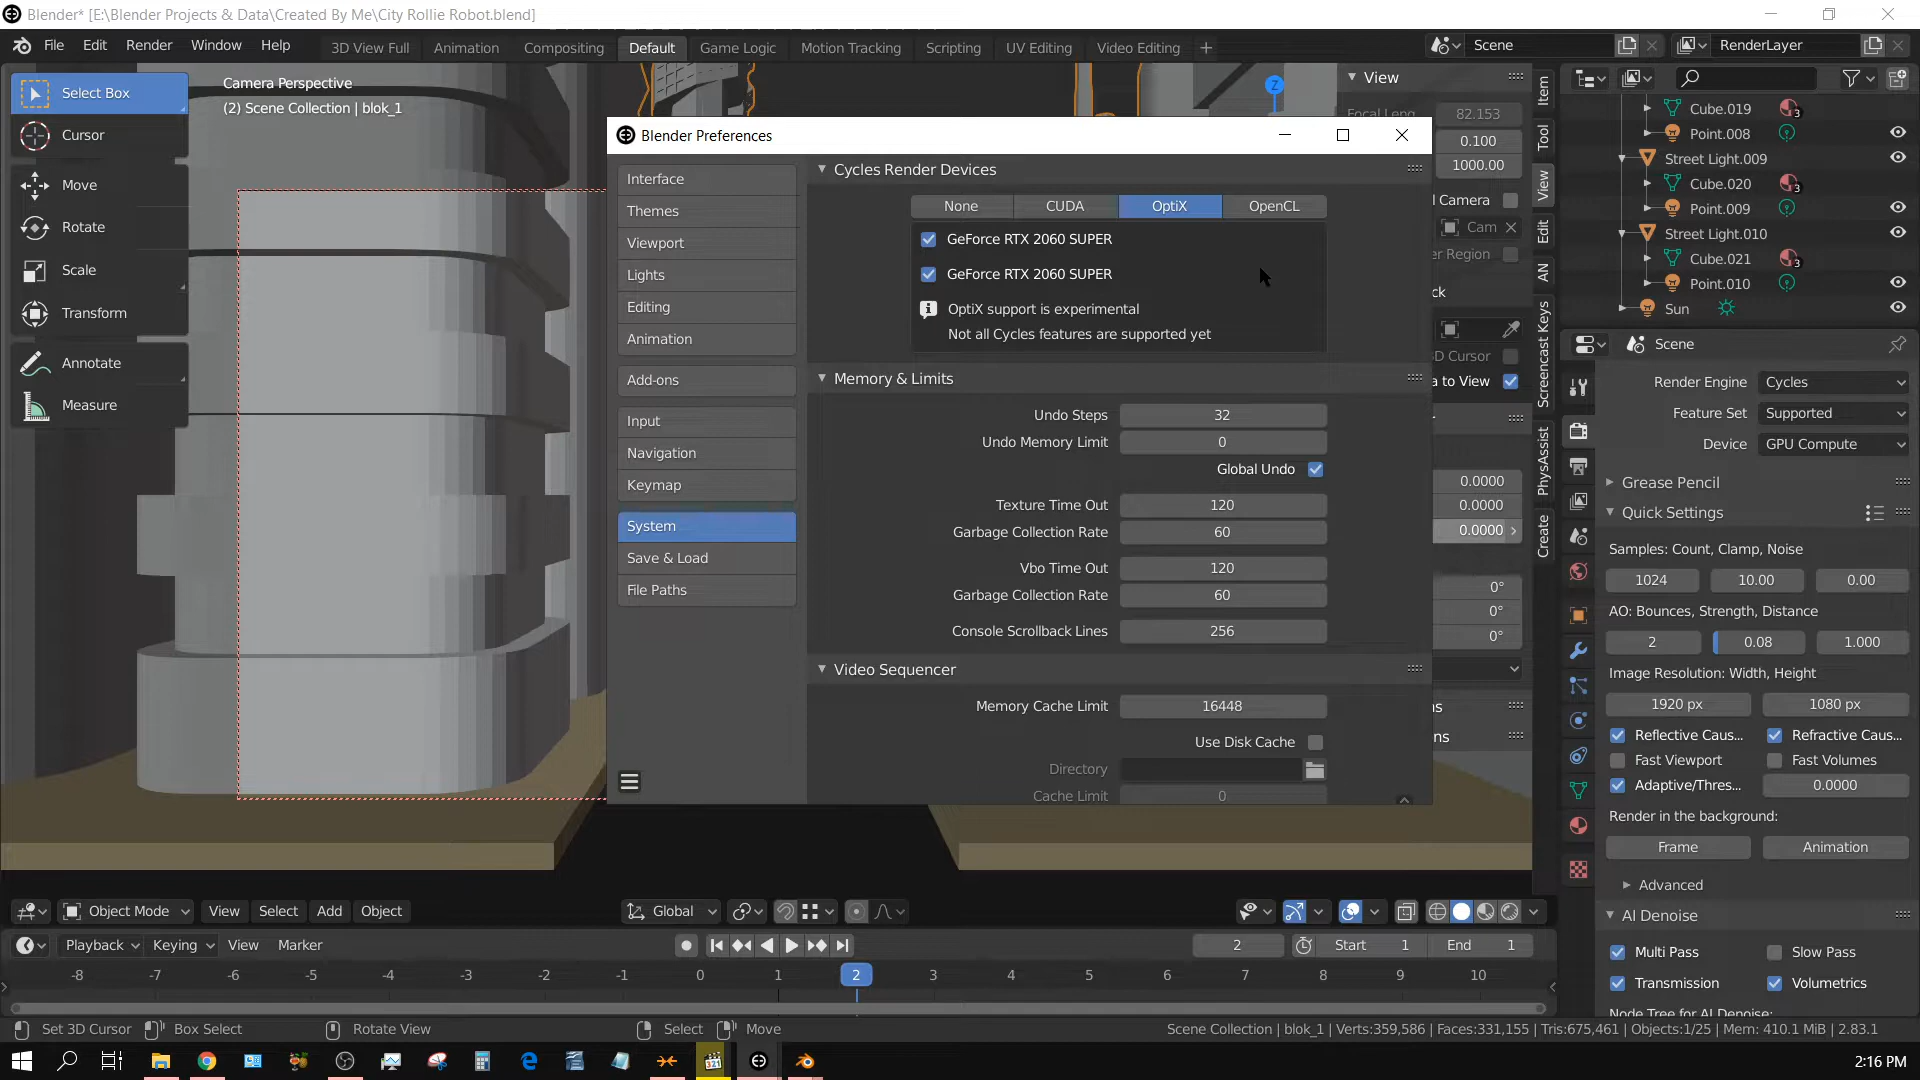 Blender* [E:\Blender Projects & Data\Created By Me\City Rollie Robot.blend]
File Edit Render Window Help 3D View Full Animation Compositing Default Game Logic Motion Tracking Scripting UV Editing Video Editing + Scene RenderLayer
Select Box
Cursor
Move
Rotate
Scale
Transform
Annotate
Measure
Camera Perspective
(2) Scene Collection | blok_1
Z
View
82.153
0.100
1000.00
l Camera
Cam
er Region
ck
D Cursor
a to View
0.0000
0.0000
0.0000
0°
0°
0°
ns
ns
Item
Tool
View
Edit
AN
Screencast Keys
PhysAssist
Create
Blender Preferences
Interface
Themes
Viewport
Lights
Editing
Animation
Add-ons
Input
Navigation
Keymap
System
Save & Load
File Paths
Cycles Render Devices
None CUDA OptiX OpenCL
GeForce RTX 2060 SUPER
GeForce RTX 2060 SUPER
OptiX support is experimental
Not all Cycles features are supported yet
Memory & Limits
Undo Steps 32
Undo Memory Limit 0
Global Undo
Texture Time Out 120
Garbage Collection Rate 60
Vbo Time Out 120
Garbage Collection Rate 60
Console Scrollback Lines 256
Video Sequencer
Memory Cache Limit 16448
Use Disk Cache
Directory
Cache Limit 0
Cube.019 3
Point.008
Street Light.009
Cube.020 3
Point.009
Street Light.010
Cube.021 3
Point.010
Sun
Scene
Render Engine Cycles
Feature Set Supported
Device GPU Compute
Grease Pencil
Quick Settings
Samples: Count, Clamp, Noise
1024 10.00 0.00
AO: Bounces, Strength, Distance
2 0.08 1.000
Image Resolution: Width, Height
1920 px 1080 px
Reflective Caus... Refractive Caus...
Fast Viewport Fast Volumes
Adaptive/Thres... 0.0000
Render in the background:
Frame Animation
Advanced
AI Denoise
Multi Pass Slow Pass
Transmission Volumetrics
Node Tree for AI Denoise:
Object Mode View Select Add Object Global
Playback Keying View Marker 2 Start 1 End 1
-8 -7 -6 -5 -4 -3 -2 -1 0 1 2 3 4 5 6 7 8 9 10
Set 3D Cursor Box Select Rotate View Select Move Scene Collection | blok_1 | Verts:359,586 | Faces:331,155 | Tris:675,461 | Objects:1/25 | Mem: 410.1 MiB | 2.83.1
321
2:16 PM